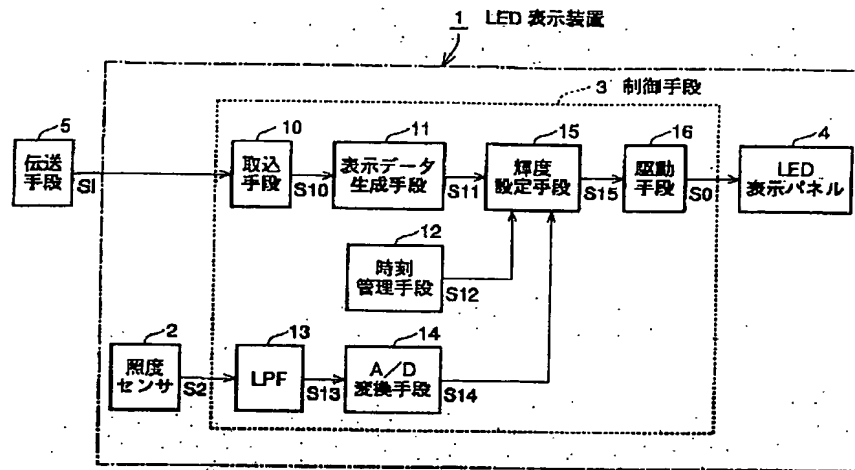 1 LED 表示装置
3 制御手段
5
伝送
手段
S1
10
取込
手段
S10
11
表示データ
生成手段
S11
15
輝度
設定手段
S15
16
駆動
手段
S0
4
LED
表示パネル
12
時刻
管理手段
S12
2
照度
センサ
S2
13
LPF
S13
14
A/D
変換手段
S14